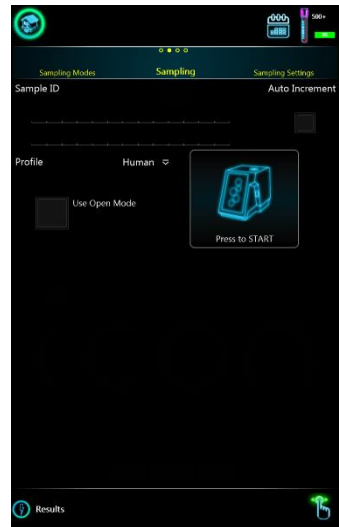 500+
Sampling Modes
Sampling
Sampling Settings
Sample ID
Auto Increment
Profile
Human
Use Open Mode
Press to START
Results